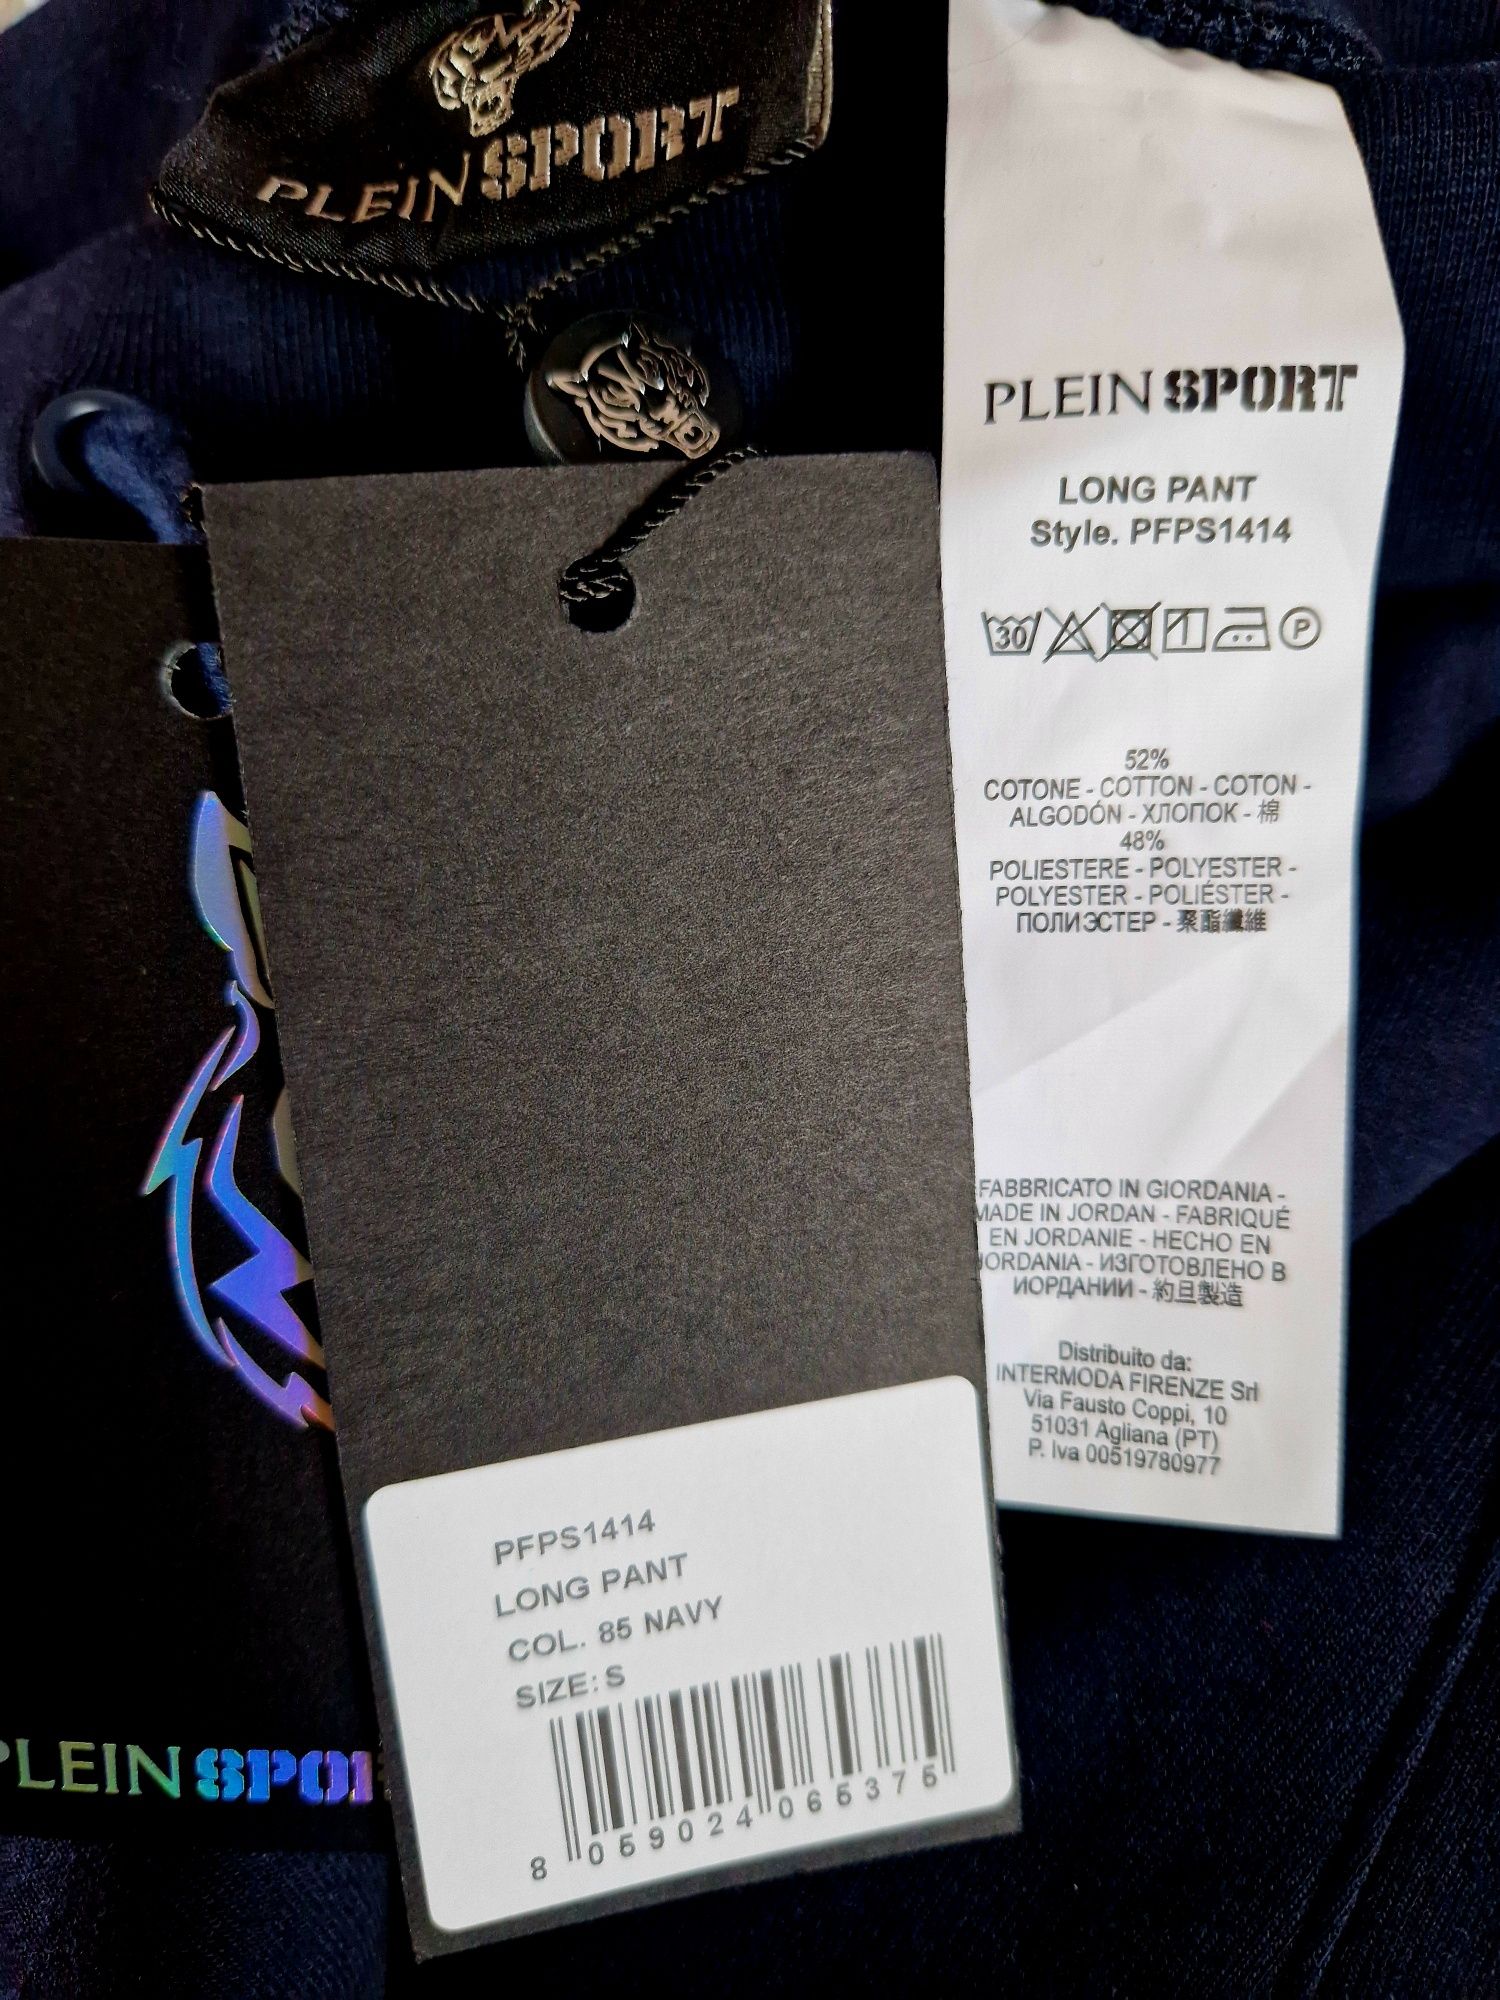 PLEIN SPORT
PLEIN SPORT
LONG PANT
Style. PFPS1414
30
P
52%
COTONE - COTTON - COTON -
ALGODÓN - ХЛОПОК - 棉
48%
POLIESTERE - POLYESTER -
POLYESTER - POLIÉSTER -
ПОЛИЭСТЕР - 聚酯纖維
FABBRICATO IN GIORDANIA -
MADE IN JORDAN - FABRIQUÉ
EN JORDANIE - HECHO EN
JORDANIA - ИЗГОТОВЛЕНО В
ИОРДАНИИ - 約旦製造
Distribuito da:
INTERMODA FIRENZE Srl
Via Fausto Coppi, 10
51031 Agliana (PT)
P. Iva 00519780977
PFPS1414
LONG PANT
COL. 85 NAVY
SIZE: S
8 059024 065375
PLEIN SPOR